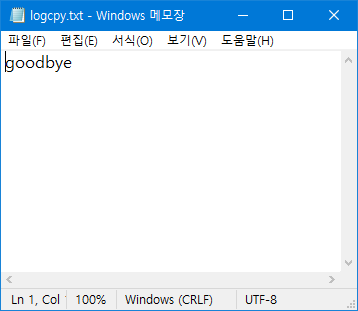 logcpy.txt - Windows 메모장
파일(F) 편집(E) 서식(O) 보기(V) 도움말(H)
goodbye
Ln 1, Col 100% Windows (CRLF) UTF-8